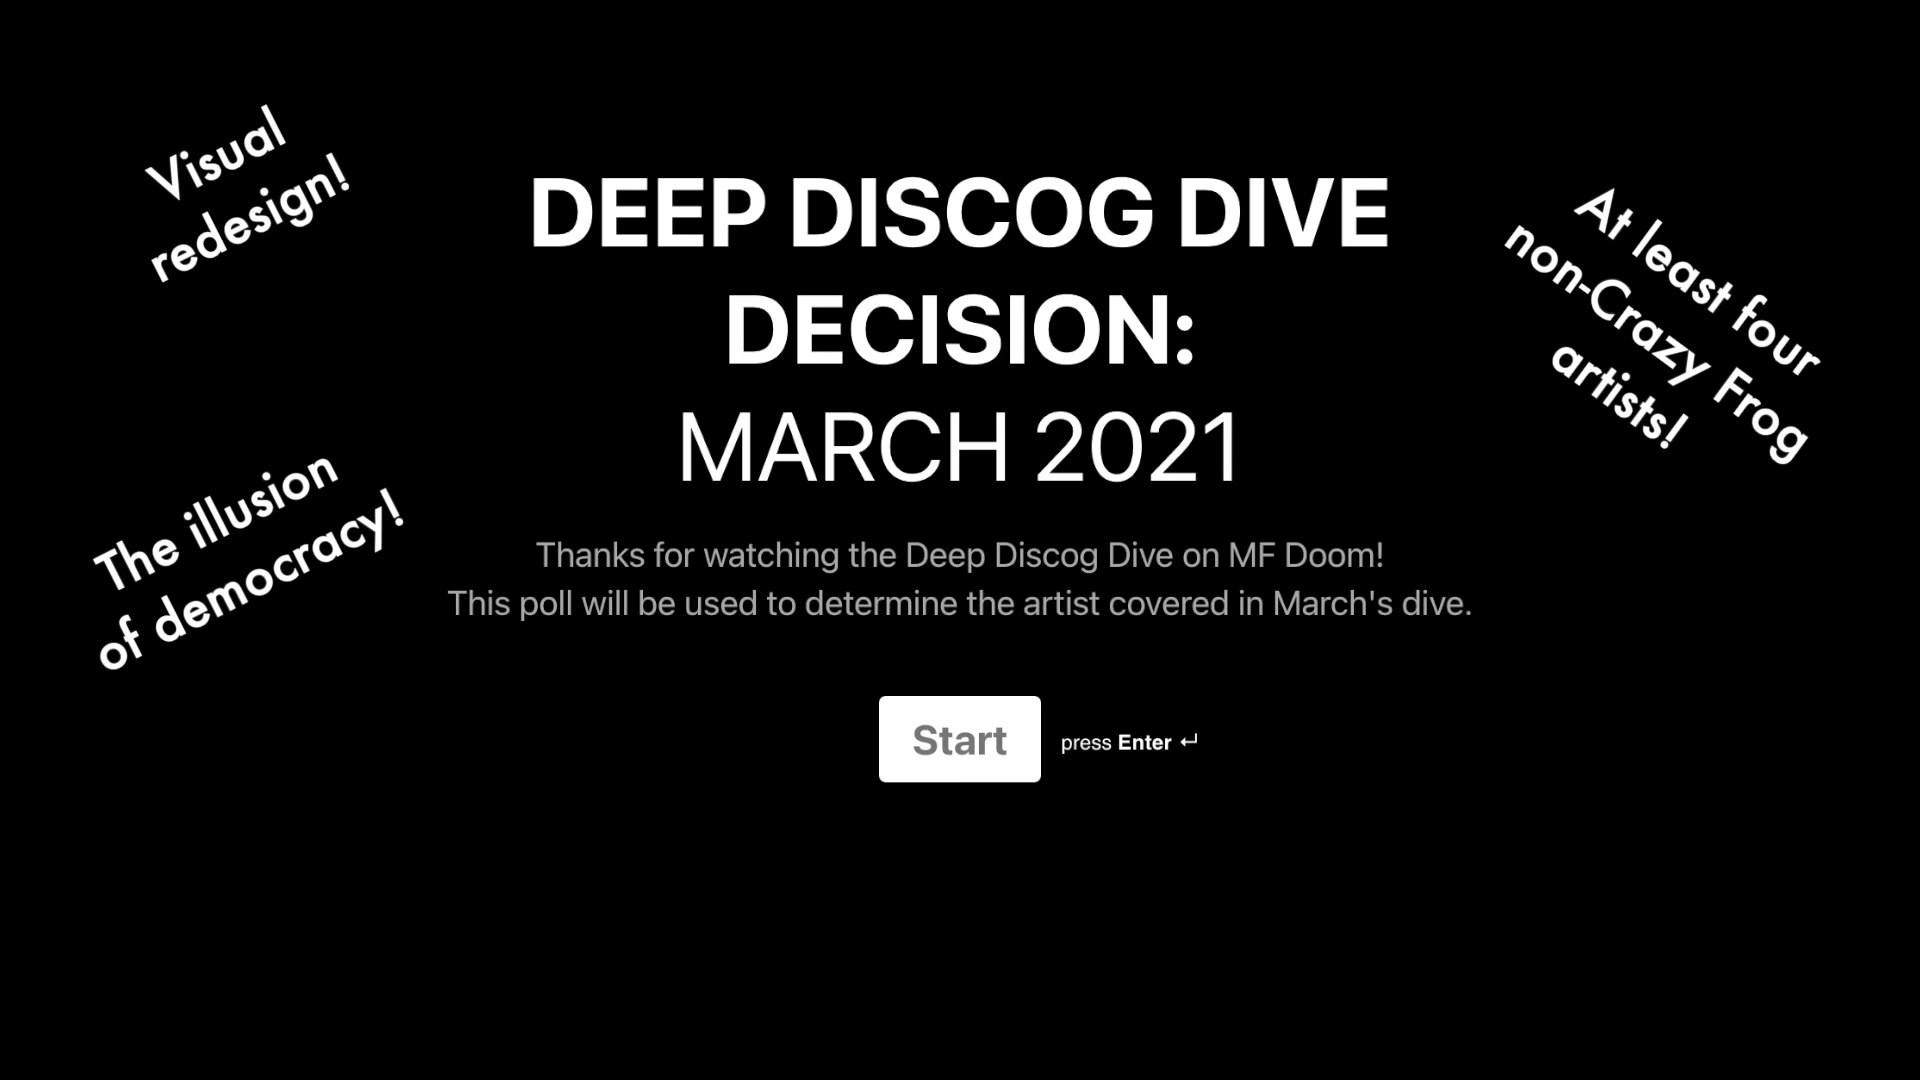 Visual
redesign!
The illusion
of democracy!
DEEP DISCOG DIVE
DECISION:
MARCH 2021
Thanks for watching the Deep Discog Dive on MF Doom!
This poll will be used to determine the artist covered in March's dive.
Start
press Enter ↵
At least four
non-Crazy Frog
artists!